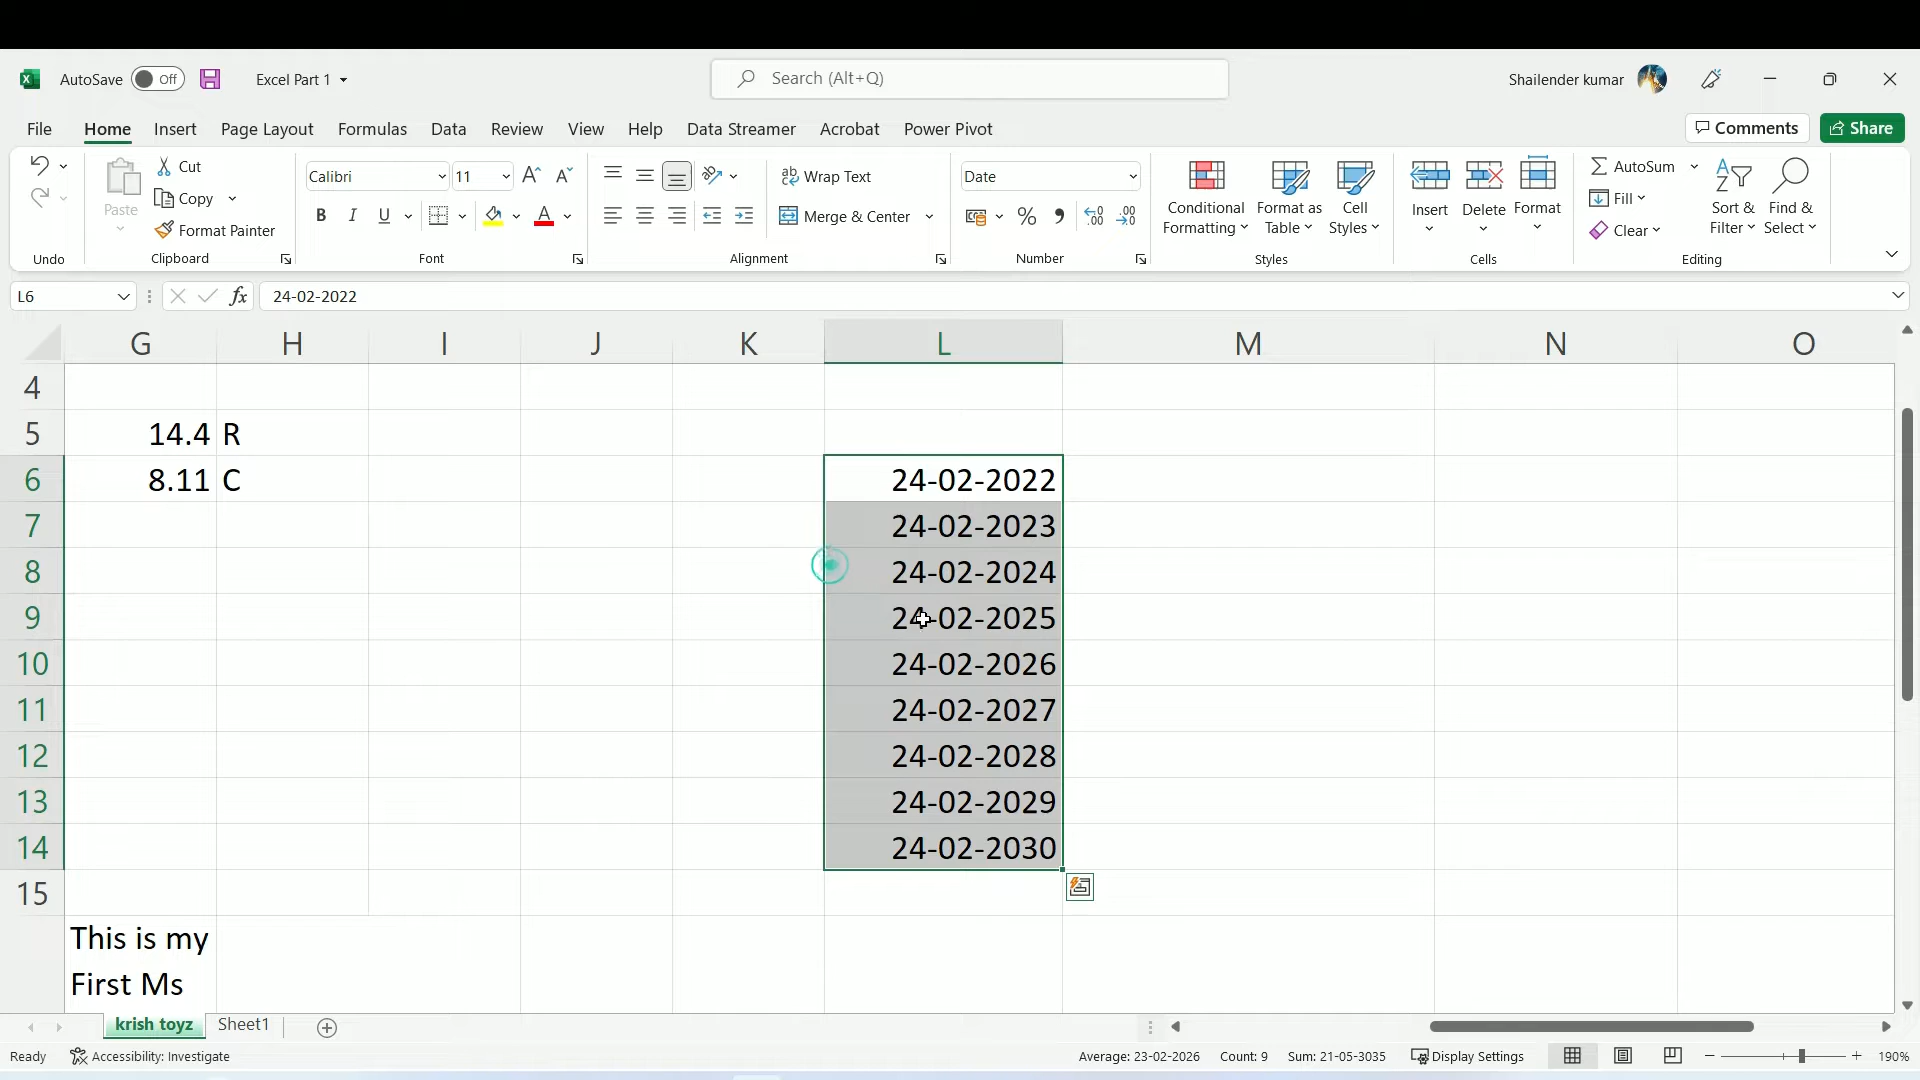 AutoSave Off Excel Part 1 Search (Alt+Q) Shailender kumar
File Home Insert Page Layout Formulas Data Review View Help Data Streamer Acrobat Power Pivot Comments Share
Paste Cut Copy Format Painter
Calibri 11
B I U A
Wrap Text
Merge & Center
Date
Conditional Formatting Format as Table Cell Styles
Insert Delete Format
AutoSum Fill Clear
Sort & Filter Find & Select
Undo Clipboard Font Alignment Number Styles Cells Editing
L6 fx 24-02-2022
G H I J K L M N O
4
5 14.4 R
6 8.11 C 24-02-2022
7 24-02-2023
8 24-02-2024
9 24-02-2025
10 24-02-2026
11 24-02-2027
12 24-02-2028
13 24-02-2029
14 24-02-2030
15
This is my
First Ms
krish toyz Sheet1
Ready Accessibility: Investigate Average: 23-02-2026 Count: 9 Sum: 21-05-3035 Display Settings 190%